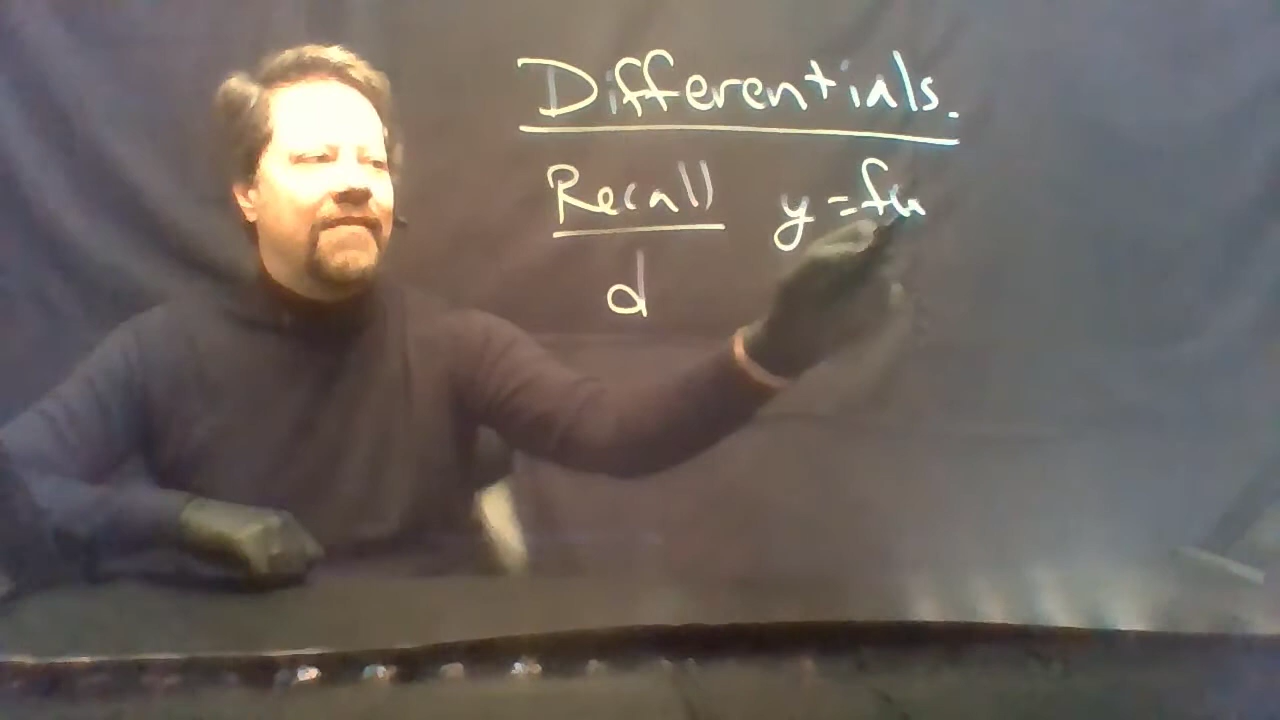 Differentials.
Recall y = f(x
d